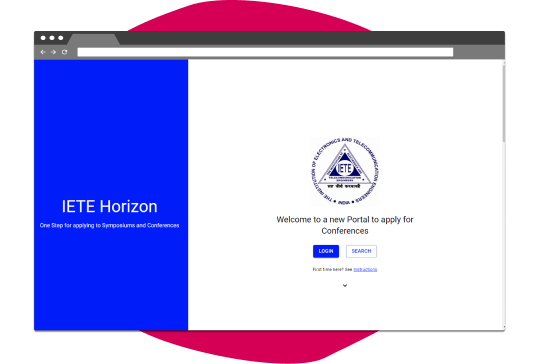 IETE Horizon
One Step for applying to Symposiums and Conferences
THE INSTITUTION OF ELECTRONICS AND TELECOMMUNICATION ENGINEERS • INDIA •
IETE
Welcome to a new Portal to apply for
Conferences
LOGIN
SEARCH
First time here? See Instructions